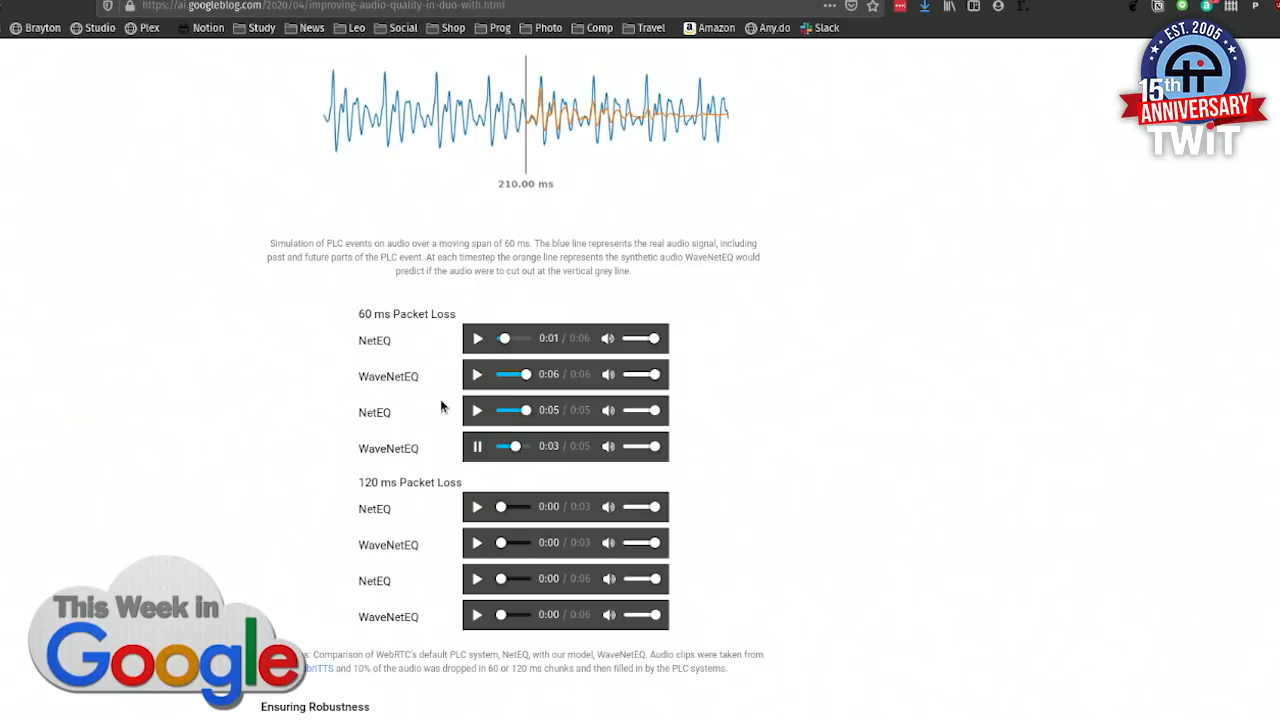 https://ai.googleblog.com/2020/04/improving-audio-quality-in-duo-with.html
Brayton Studio Plex Notion Study News Leo Social Shop Prog Photo Comp Travel Amazon Any.do Slack
EST. 2005
15th
ANNIVERSARY
TWiT
210.00 ms
Simulation of PLC events on audio over a moving span of 60 ms. The blue line represents the real audio signal, including
past and future parts of the PLC event. At each timestep the orange line represents the synthetic audio WaveNetEQ would
predict if the audio were to cut out at the vertical grey line.
60 ms Packet Loss
NetEQ 0:01 / 0:06
WaveNetEQ 0:06 / 0:06
NetEQ 0:05 / 0:05
WaveNetEQ 0:03 / 0:05
120 ms Packet Loss
NetEQ 0:00 / 0:03
WaveNetEQ 0:00 / 0:03
NetEQ 0:00 / 0:06
WaveNetEQ 0:00 / 0:06
Comparison of WebRTC's default PLC system, NetEQ, with our model, WaveNetEQ. Audio clips were taken from
and 10% of the audio was dropped in 60 or 120 ms chunks and then filled in by the PLC systems.
Ensuring Robustness
This Week in
Google